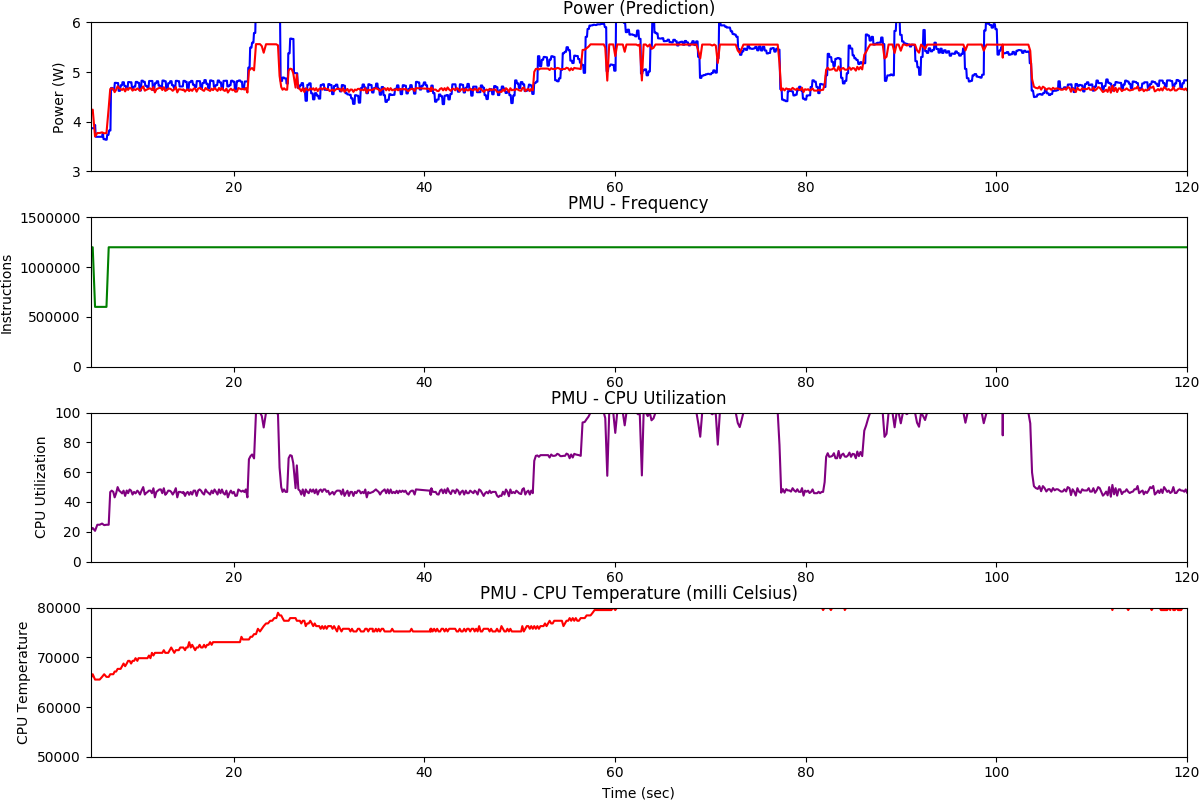 Power (Prediction)
6
5
4
3
Power (W)
20 40 60 80 100 120
PMU - Frequency
1500000
1000000
500000
0
Instructions
20 40 60 80 100 120
PMU - CPU Utilization
100
80
60
40
20
0
CPU Utilization
20 40 60 80 100 120
PMU - CPU Temperature (milli Celsius)
80000
70000
60000
50000
CPU Temperature
20 40 60 80 100 120
Time (sec)